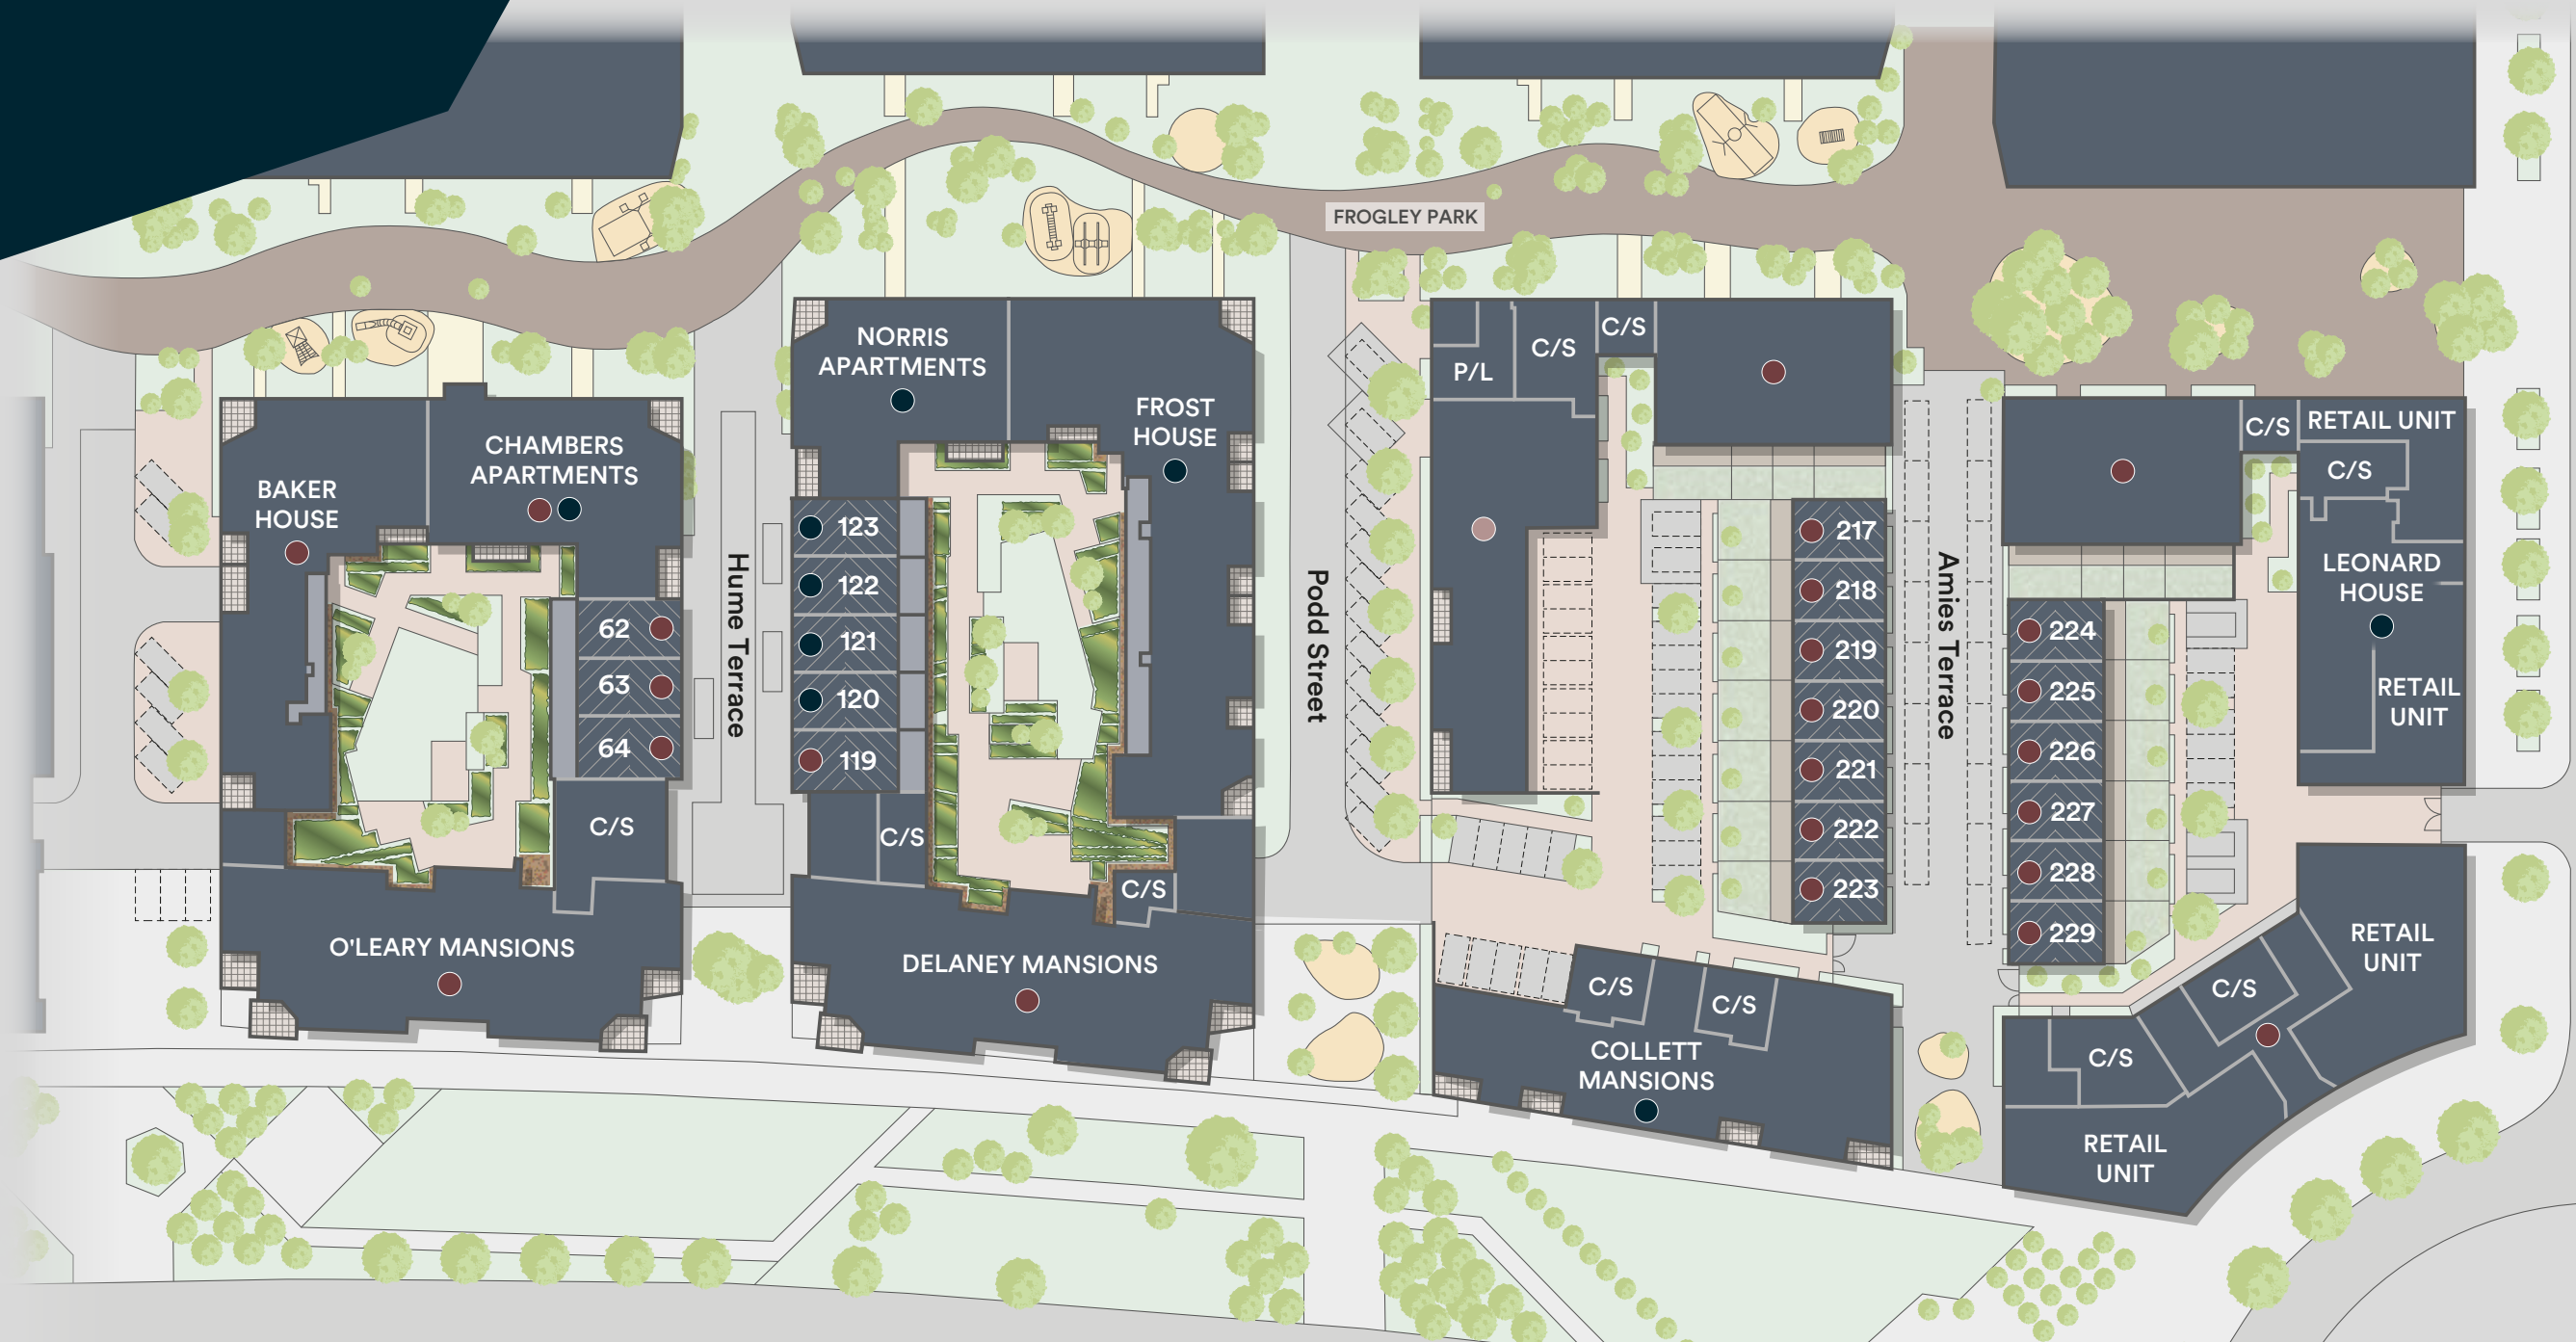 FROGLEY PARK
NORRIS
APARTMENTS
FROST
HOUSE
CHAMBERS
APARTMENTS
BAKER
HOUSE
62
63
64
C/S
O'LEARY MANSIONS
Hume Terrace
123
122
121
120
119
C/S
C/S
DELANEY MANSIONS
Podd Street
P/L
C/S
C/S
217
218
219
220
221
222
223
C/S
C/S
COLLETT
MANSIONS
Amies Terrace
C/S
RETAIL UNIT
C/S
LEONARD
HOUSE
RETAIL
UNIT
224
225
226
227
228
229
RETAIL
UNIT
C/S
C/S
RETAIL
UNIT